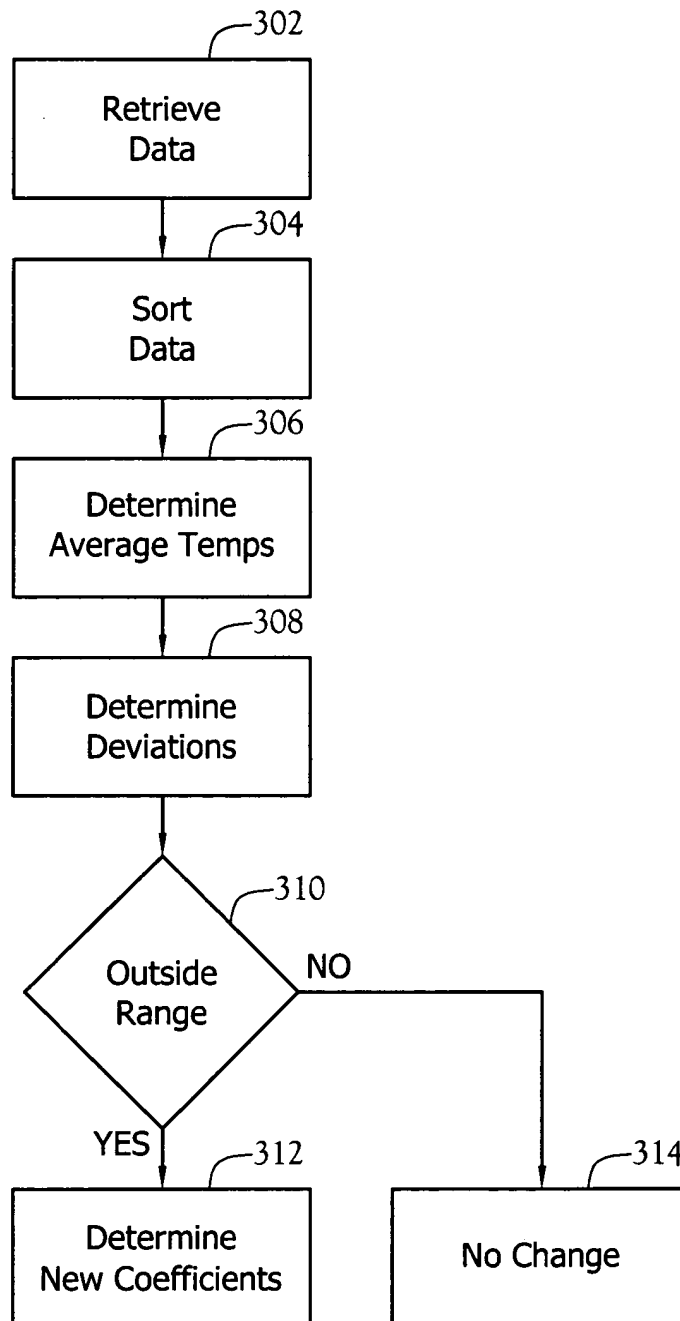 302
Retrieve
Data
304
Sort
Data
306
Determine
Average Temps
308
Determine
Deviations
310
Outside
Range
NO
YES
312
Determine
New Coefficients
314
No Change